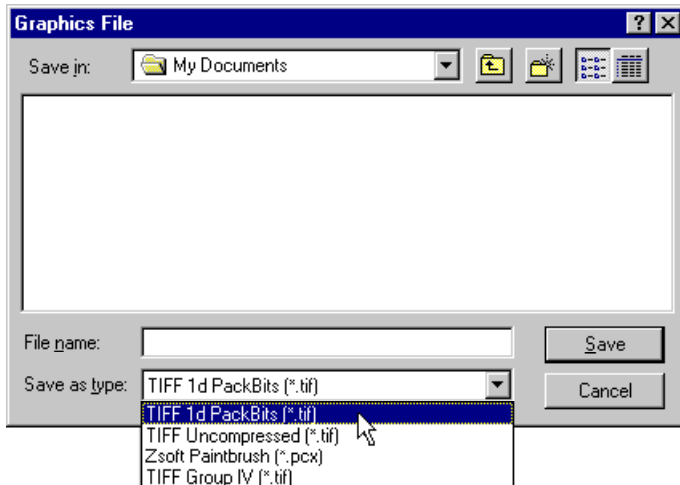 Graphics File
Save in: My Documents
File name: Save
Save as type: TIFF 1d PackBits (*.tif) Cancel
TIFF 1d PackBits (*.tif)
TIFF Uncompressed (*.tif)
Zsoft Paintbrush (*.pcx)
TIFF Group IV (*.tif)